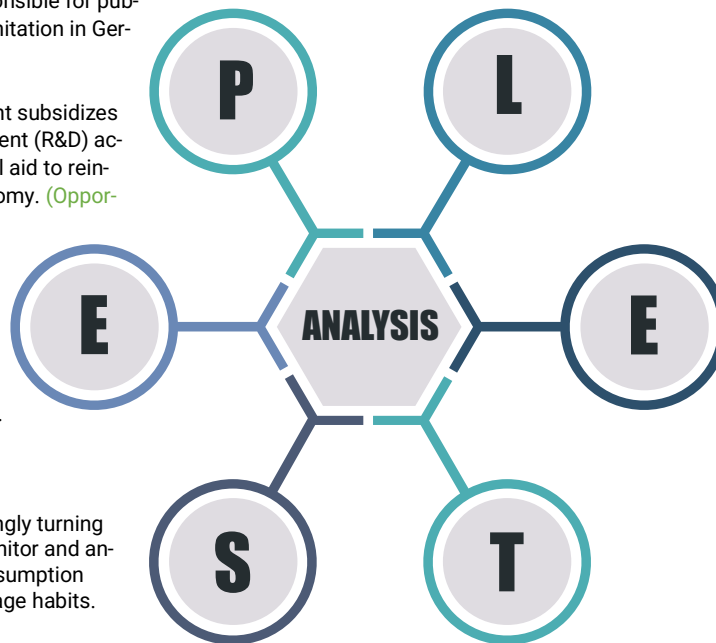 onsible for pub-
nitation in Ger-
nt subsidizes
ent (R&D) ac-
l aid to rein-
omy. (Oppor-
ngly turning
nitor and an-
sumption
age habits.
P
L
E
ANALYSIS
E
S
T